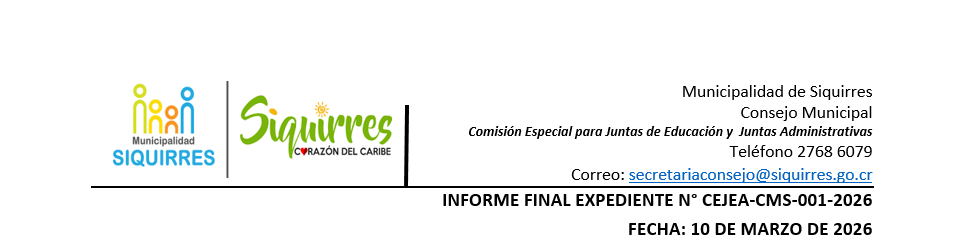 Municipalidad
SIQUIRRES
Siquirres
CORAZÓN DEL CARIBE
Municipalidad de Siquirres
Consejo Municipal
Comisión Especial para Juntas de Educación y Juntas Administrativas
Teléfono 2768 6079
Correo: secretariaconsejo@siquirres.go.cr
INFORME FINAL EXPEDIENTE N° CEJEA-CMS-001-2026
FECHA: 10 DE MARZO DE 2026